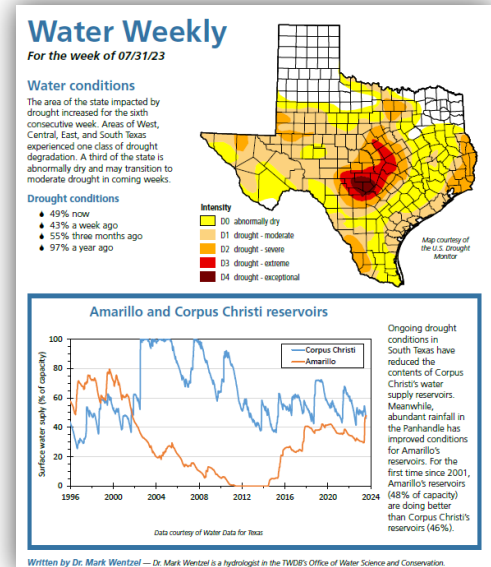 Water Weekly
For the week of 07/31/23
Water conditions
The area of the state impacted by
drought increased for the sixth
consecutive week. Areas of West,
Central, East, and South Texas
experienced one class of drought
degradation. A third of the state is
abnormally dry and may transition to
moderate drought in coming weeks.
Drought conditions
49% now
43% a week ago
55% three months ago
97% a year ago
Intensity
D0 abnormally dry
D1 drought - moderate
D2 drought - severe
D3 drought - extreme
D4 drought - exceptional
Map courtesy of
the U.S. Drought
Monitor
Amarillo and Corpus Christi reservoirs
Surface water suply (% of capacity)
100
80
60
40
20
0
1996 2000 2004 2008 2012 2016 2020 2024
Corpus Christi
Amarillo
Data courtesy of Water Data for Texas
Ongoing drought
conditions in
South Texas have
reduced the
contents of Corpus
Christi's water
supply reservoirs.
Meanwhile,
abundant rainfall in
the Panhandle has
improved conditions
for Amarillo's
reservoirs. For the
first time since 2001,
Amarillo's reservoirs
(48% of capacity)
are doing better
than Corpus Christi's
reservoirs (46%).
Written by Dr. Mark Wentzel — Dr. Mark Wentzel is a hydrologist in the TWDB's Office of Water Science and Conservation.